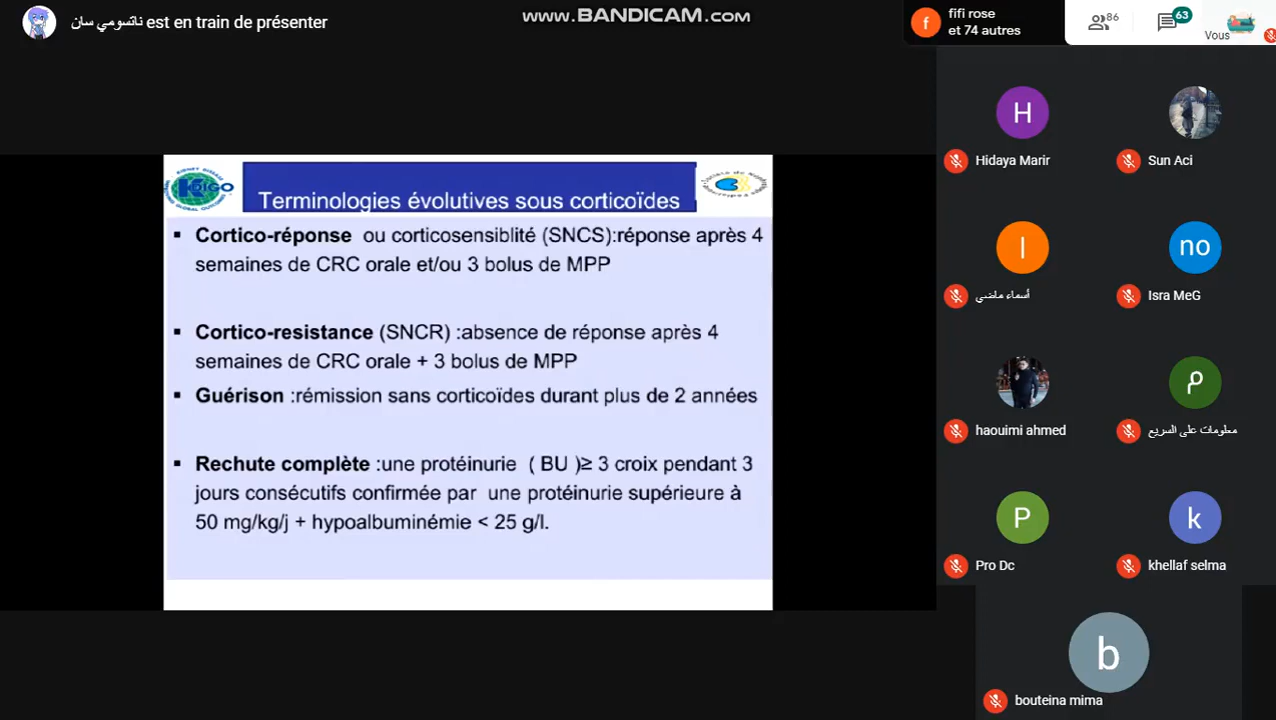 ناتسومي سان est en train de présenter
WWW.BANDICAM.COM
f
fifi rose
et 74 autres
86
63
Vous
KIDNEY DISEASE
KDIGO
Terminologies évolutives sous corticoïdes
▪ Cortico-réponse ou corticosensiblité (SNCS):réponse après 4
semaines de CRC orale et/ou 3 bolus de MPP
▪ Cortico-resistance (SNCR) :absence de réponse après 4
semaines de CRC orale + 3 bolus de MPP
▪ Guérison :rémission sans corticoïdes durant plus de 2 années
▪ Rechute complète :une protéinurie ( BU )≥ 3 croix pendant 3
jours consécutifs confirmée par une protéinurie supérieure à
50 mg/kg/j + hypoalbuminémie < 25 g/l.
H
Hidaya Marir
Sun Aci
I
أسماء ماضي
no
Isra MeG
haouimi ahmed
م
معلومات على السريع
P
Pro Dc
k
khellaf selma
b
bouteina mima